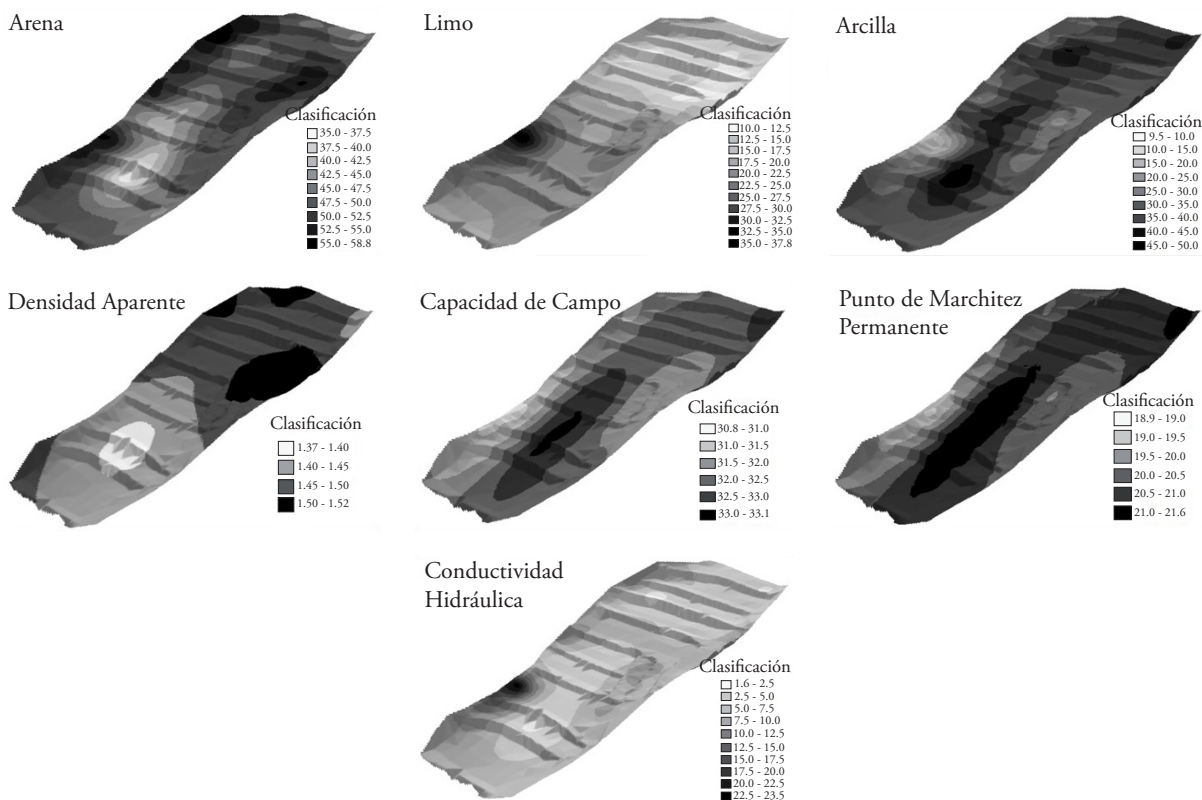 Arena
Clasificación
35.0 - 37.5
37.5 - 40.0
40.0 - 42.5
42.5 - 45.0
45.0 - 47.5
47.5 - 50.0
50.0 - 52.5
52.5 - 55.0
55.0 - 58.8
Limo
Clasificación
10.0 - 12.5
12.5 - 15.0
15.0 - 17.5
17.5 - 20.0
20.0 - 22.5
22.5 - 25.0
25.0 - 27.5
27.5 - 30.0
30.0 - 32.5
32.5 - 35.0
35.0 - 37.8
Arcilla
Clasificación
9.5 - 10.0
10.0 - 15.0
15.0 - 20.0
20.0 - 25.0
25.0 - 30.0
30.0 - 35.0
35.0 - 40.0
40.0 - 45.0
45.0 - 50.0
Densidad Aparente
Clasificación
1.37 - 1.40
1.40 - 1.45
1.45 - 1.50
1.50 - 1.52
Capacidad de Campo
Clasificación
30.8 - 31.0
31.0 - 31.5
31.5 - 32.0
32.0 - 32.5
32.5 - 33.0
33.0 - 33.1
Punto de Marchitez
Permanente
Clasificación
18.9 - 19.0
19.0 - 19.5
19.5 - 20.0
20.0 - 20.5
20.5 - 21.0
21.0 - 21.6
Conductividad
Hidráulica
Clasificación
1.6 - 2.5
2.5 - 5.0
5.0 - 7.5
7.5 - 10.0
10.0 - 12.5
12.5 - 15.0
15.0 - 17.5
17.5 - 20.0
20.0 - 22.5
22.5 - 23.5